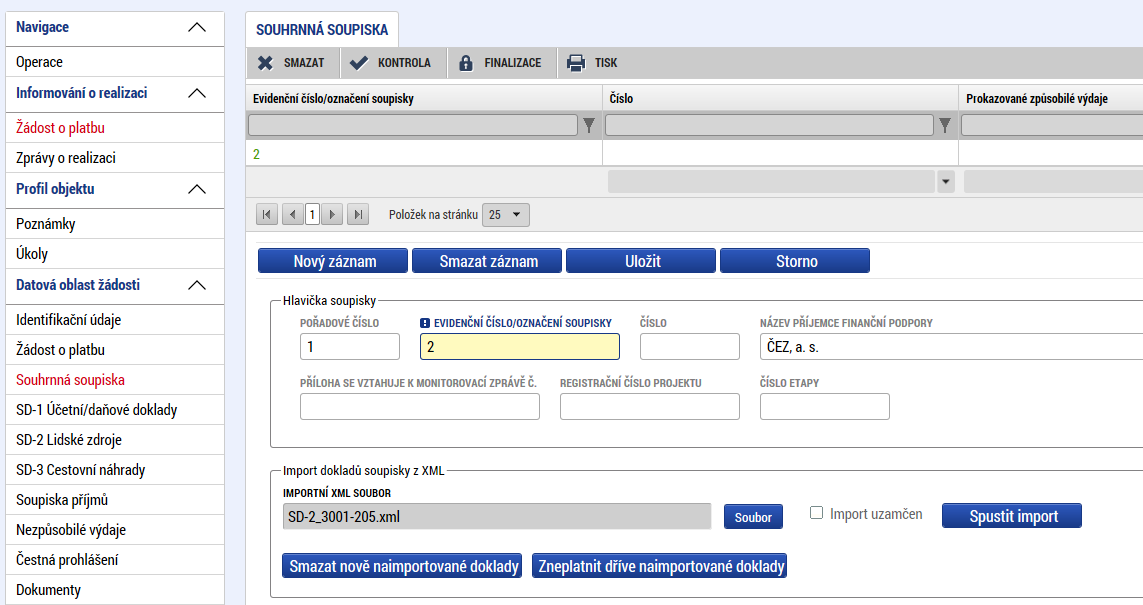 Navigace
Operace
Informování o realizaci
Žádost o platbu
Zprávy o realizaci
Profil objektu
Poznámky
Úkoly
Datová oblast žádosti
Identifikační údaje
Žádost o platbu
Souhrnná soupiska
SD-1 Účetní/daňové doklady
SD-2 Lidské zdroje
SD-3 Cestovní náhrady
Soupiska příjmů
Nezpůsobilé výdaje
Čestná prohlášení
Dokumenty
SOUHRNNÁ SOUPISKA
SMAZAT KONTROLA FINALIZACE TISK
Evidenční číslo/označení soupisky Číslo Prokazované způsobilé výdaje
2
1 Položek na stránku 25
Nový záznam Smazat záznam Uložit Storno
Hlavička soupisky
POŘADOVÉ ČÍSLO EVIDENČNÍ ČÍSLO/OZNAČENÍ SOUPISKY ČÍSLO NÁZEV PŘÍJEMCE FINANČNÍ PODPORY
1 2 ČEZ, a. s.
PŘÍLOHA SE VZTAHUJE K MONITOROVACÍ ZPRÁVĚ Č. REGISTRAČNÍ ČÍSLO PROJEKTU ČÍSLO ETAPY
Import dokladů soupisky z XML
IMPORTNÍ XML SOUBOR
SD-2_3001-205.xml Soubor Import uzamčen Spustit import
Smazat nově naimportované doklady Zneplatnit dříve naimportované doklady